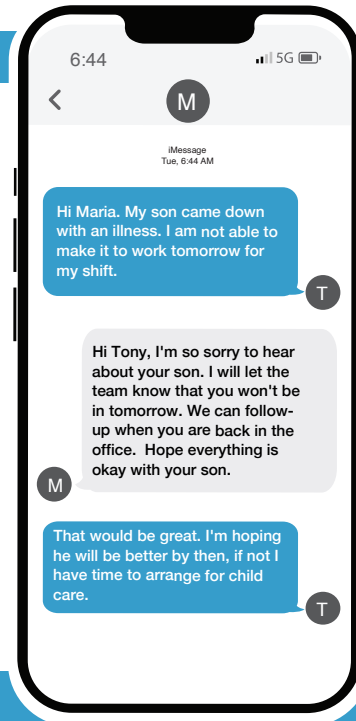 6:44
5G
M
iMessage
Tue, 6:44 AM
Hi Maria. My son came down
with an illness. I am not able to
make it to work tomorrow for
my shift.
T
Hi Tony, I'm so sorry to hear
about your son. I will let the
team know that you won't be
in tomorrow. We can follow-
up when you are back in the
office.  Hope everything is
okay with your son.
M
That would be great. I'm hoping
he will be better by then, if not I
have time to arrange for child
care.
T